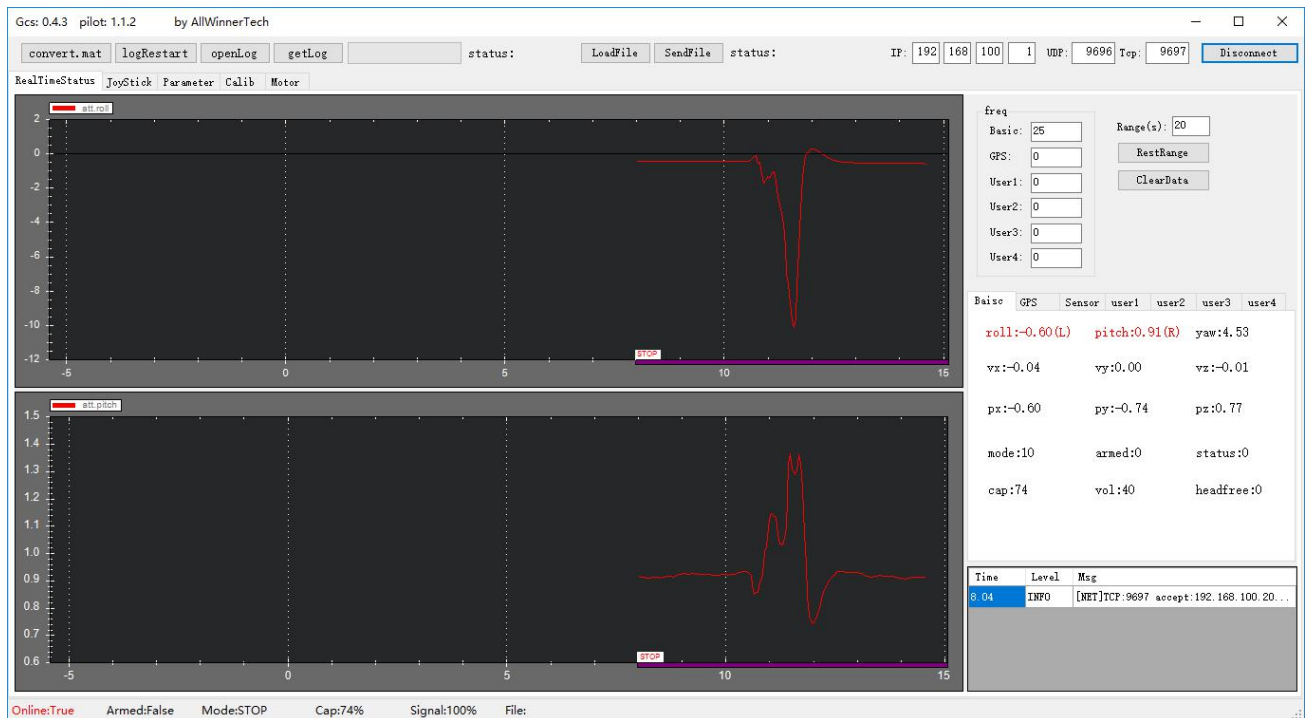 Gcs: 0.4.3 pilot: 1.1.2 by AllWinnerTech
convert.mat logRestart openLog getLog status: LoadFile SendFile status: IP: 192 168 100 1 UDP: 9696 Tcp: 9697 Disconnect
RealTimeStatus JoyStick Parameter Calib Motor
att.roll
2
0
-2
-4
-6
-8
-10
-12
STOP
-5 0 5 10 15
att.pitch
1.5
1.4
1.3
1.2
1.1
1.0
0.9
0.8
0.7
0.6
STOP
-5 0 5 10 15
freq
Basic: 25
GPS: 0
User1: 0
User2: 0
User3: 0
User4: 0
Range(s): 20
RestRange
ClearData
Baisc GPS Sensor user1 user2 user3 user4
roll:-0.60(L) pitch:0.91(R) yaw:4.53
vx:-0.04 vy:0.00 vz:-0.01
px:-0.60 py:-0.74 pz:0.77
mode:10 armed:0 status:0
cap:74 vol:40 headfree:0
Time Level Msg
8.04 INFO [NET]TCP:9697 accept:192.168.100.20...
Online:True Armed:False Mode:STOP Cap:74% Signal:100% File: